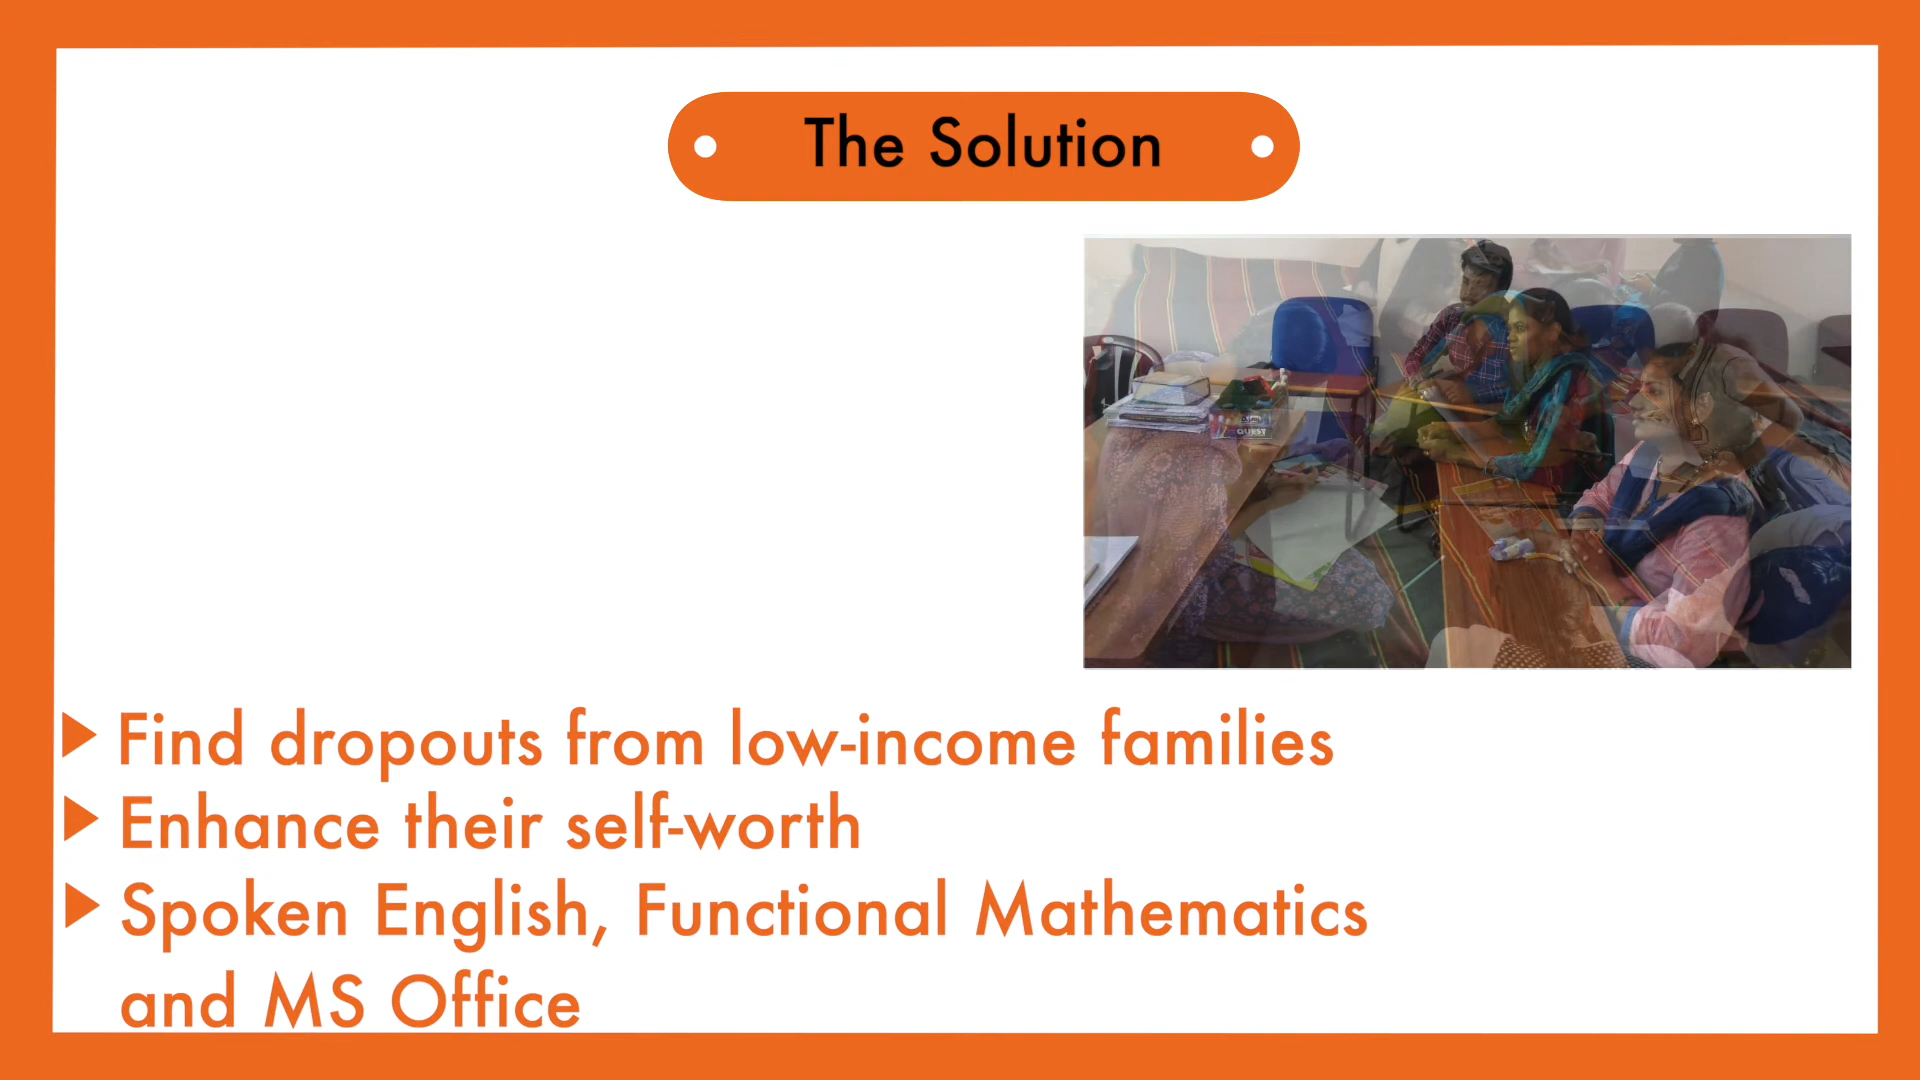 The Solution
QUEST
Find dropouts from low-income families
Enhance their self-worth
Spoken English, Functional Mathematics
and MS Office